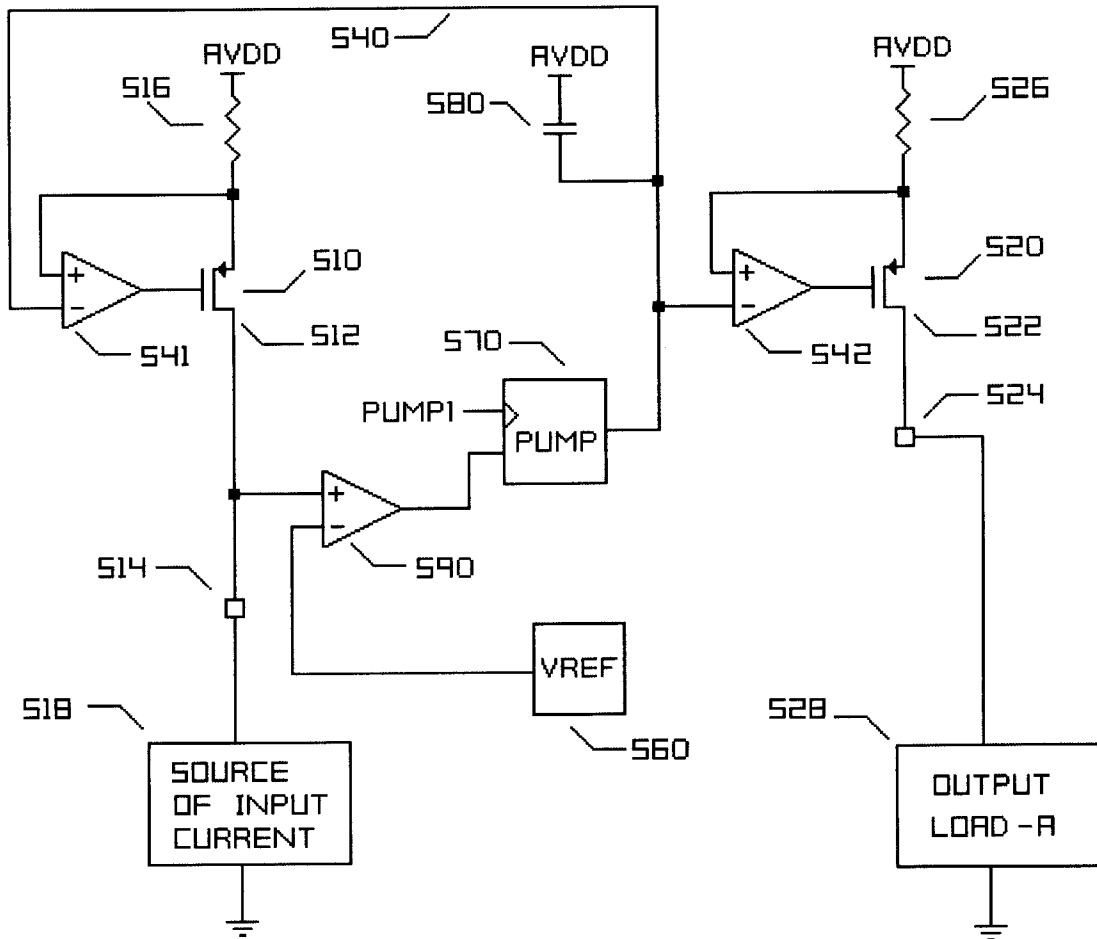 540
AVDD
AVDD
AVDD
516
580
526
+
−
510
512
541
+
−
520
522
542
570
PUMP1
PUMP
524
+
−
590
514
VREF
560
518
528
SOURCE
OF INPUT
CURRENT
OUTPUT
LOAD-A